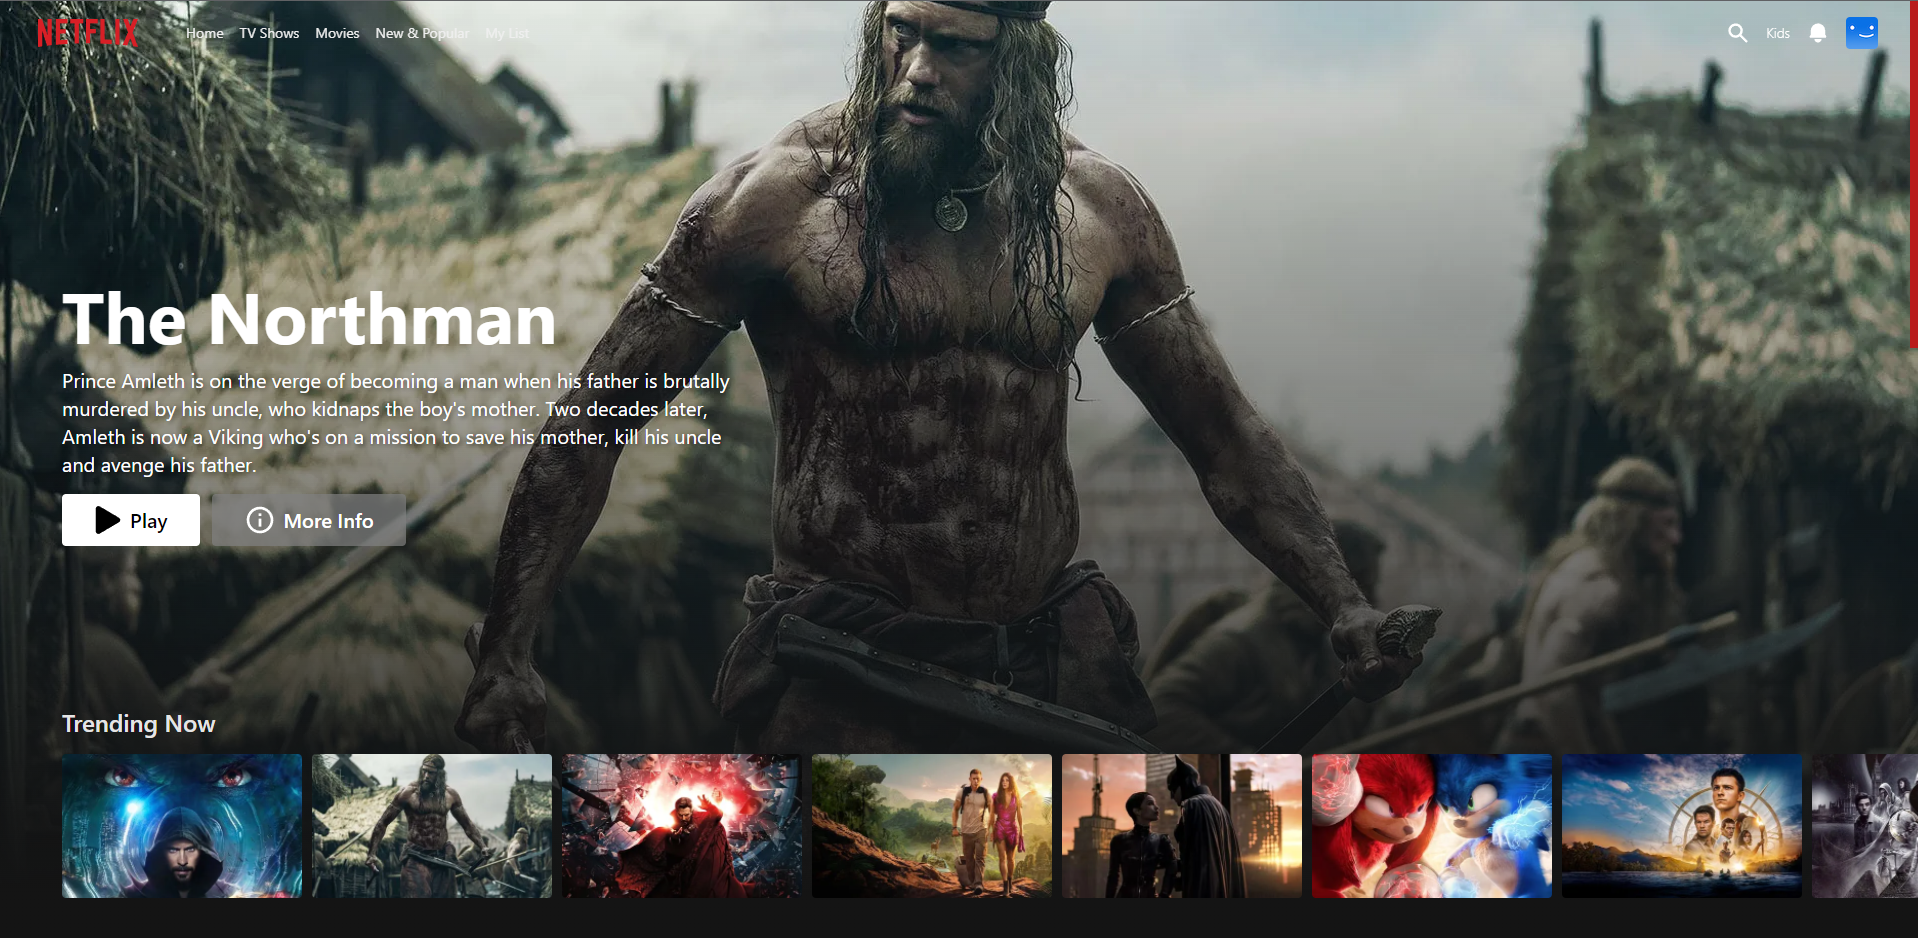 NETFLIX
Home TV Shows Movies New & Popular My List
Kids
The Northman
Prince Amleth is on the verge of becoming a man when his father is brutally
murdered by his uncle, who kidnaps the boy's mother. Two decades later,
Amleth is now a Viking who's on a mission to save his mother, kill his uncle
and avenge his father.
Play
More Info
Trending Now